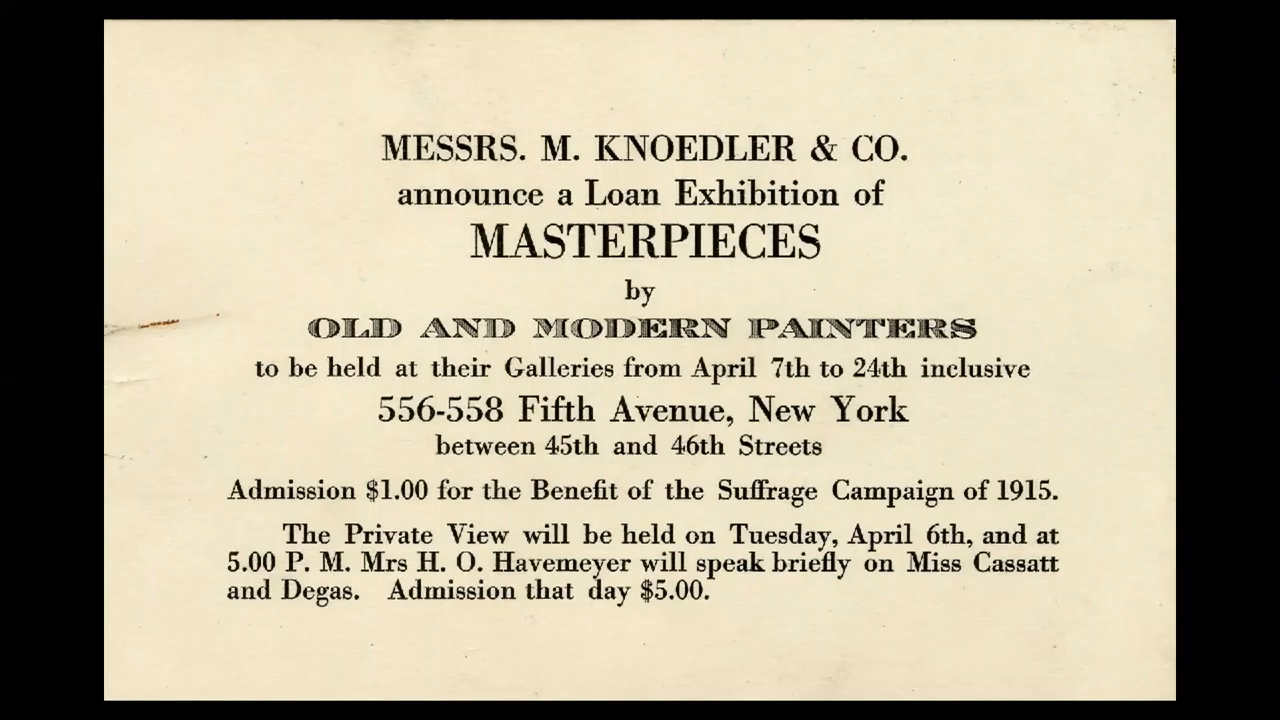 MESSRS. M. KNOEDLER & CO.
announce a Loan Exhibition of
MASTERPIECES
by
OLD AND MODERN PAINTERS
to be held at their Galleries from April 7th to 24th inclusive
556-558 Fifth Avenue, New York
between 45th and 46th Streets
Admission $1.00 for the Benefit of the Suffrage Campaign of 1915.
The Private View will be held on Tuesday, April 6th, and at
5.00 P. M. Mrs H. O. Havemeyer will speak briefly on Miss Cassatt
and Degas. Admission that day $5.00.